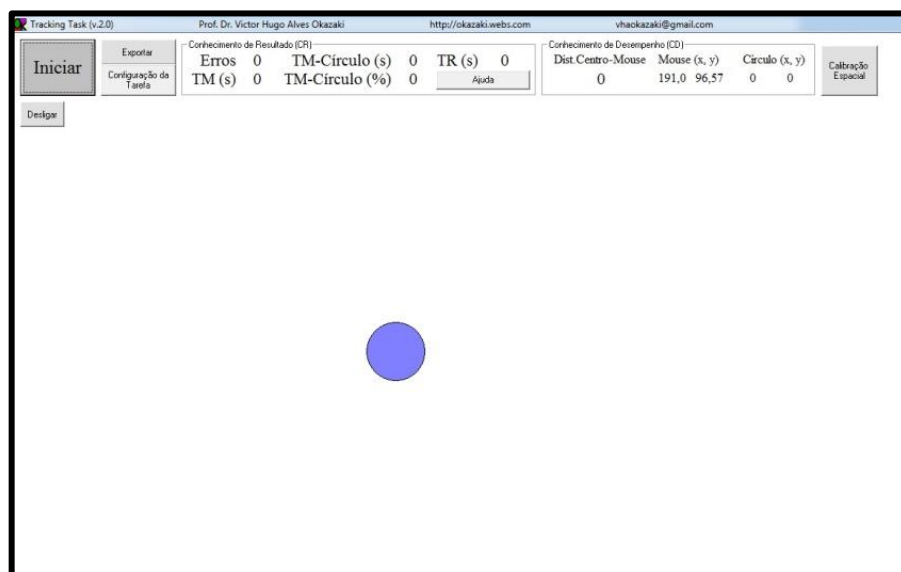 Tracking Task (v.2.0) Prof. Dr. Victor Hugo Alves Okazaki http://okazaki.webs.com vhaokazaki@gmail.com
Iniciar
Exportar
Configuração da
Tarefa
Conhecimento de Resultado (CR)
Erros 0 TM-Círculo (s) 0 TR (s) 0
TM (s) 0 TM-Círculo (%) 0 Ajuda
Conhecimento de Desempenho (CD)
Dist.Centro-Mouse Mouse (x, y) Círculo (x, y)
0 191,0 96,57 0 0
Calibração
Espacial
Desligar